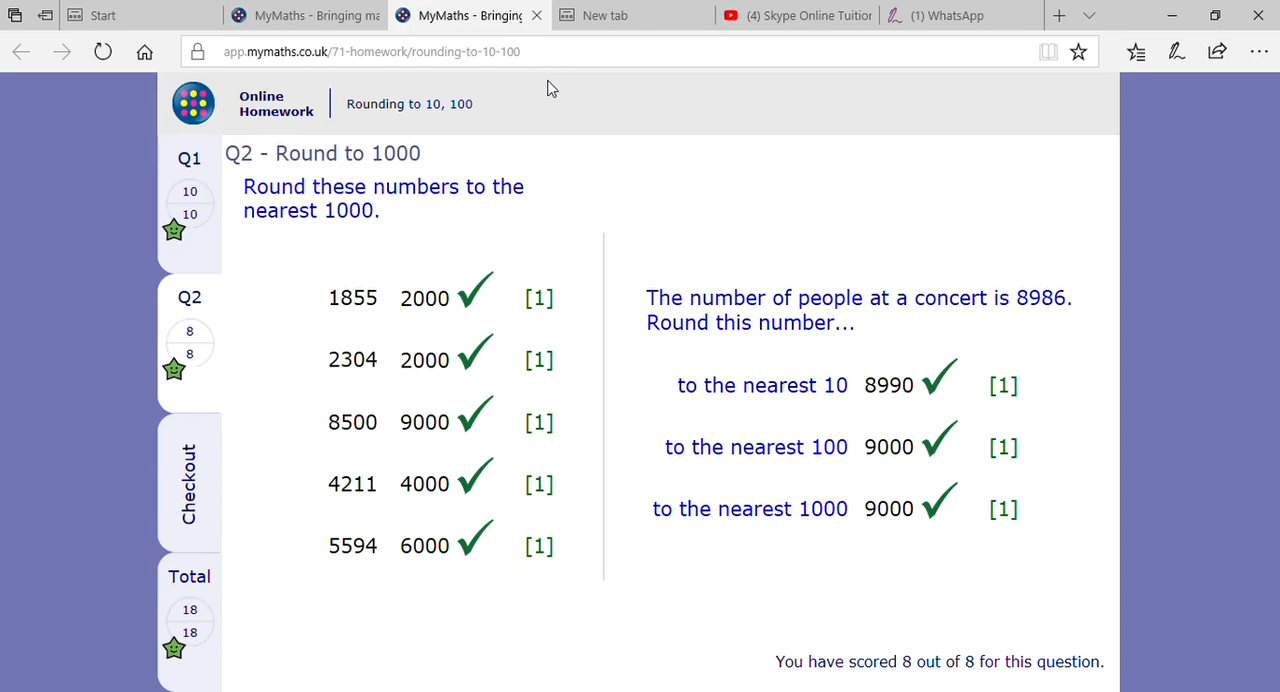 Start
MyMaths - Bringing ma
MyMaths - Bringing
New tab
(4) Skype Online Tuition
(1) WhatsApp
app.mymaths.co.uk/71-homework/rounding-to-10-100
Online
Homework
Rounding to 10, 100
Q1
10
10
Q2
8
8
Checkout
Total
18
18
Q2 - Round to 1000
Round these numbers to the
nearest 1000.
1855 2000 [1]
2304 2000 [1]
8500 9000 [1]
4211 4000 [1]
5594 6000 [1]
The number of people at a concert is 8986.
Round this number...
to the nearest 10 8990 [1]
to the nearest 100 9000 [1]
to the nearest 1000 9000 [1]
You have scored 8 out of 8 for this question.